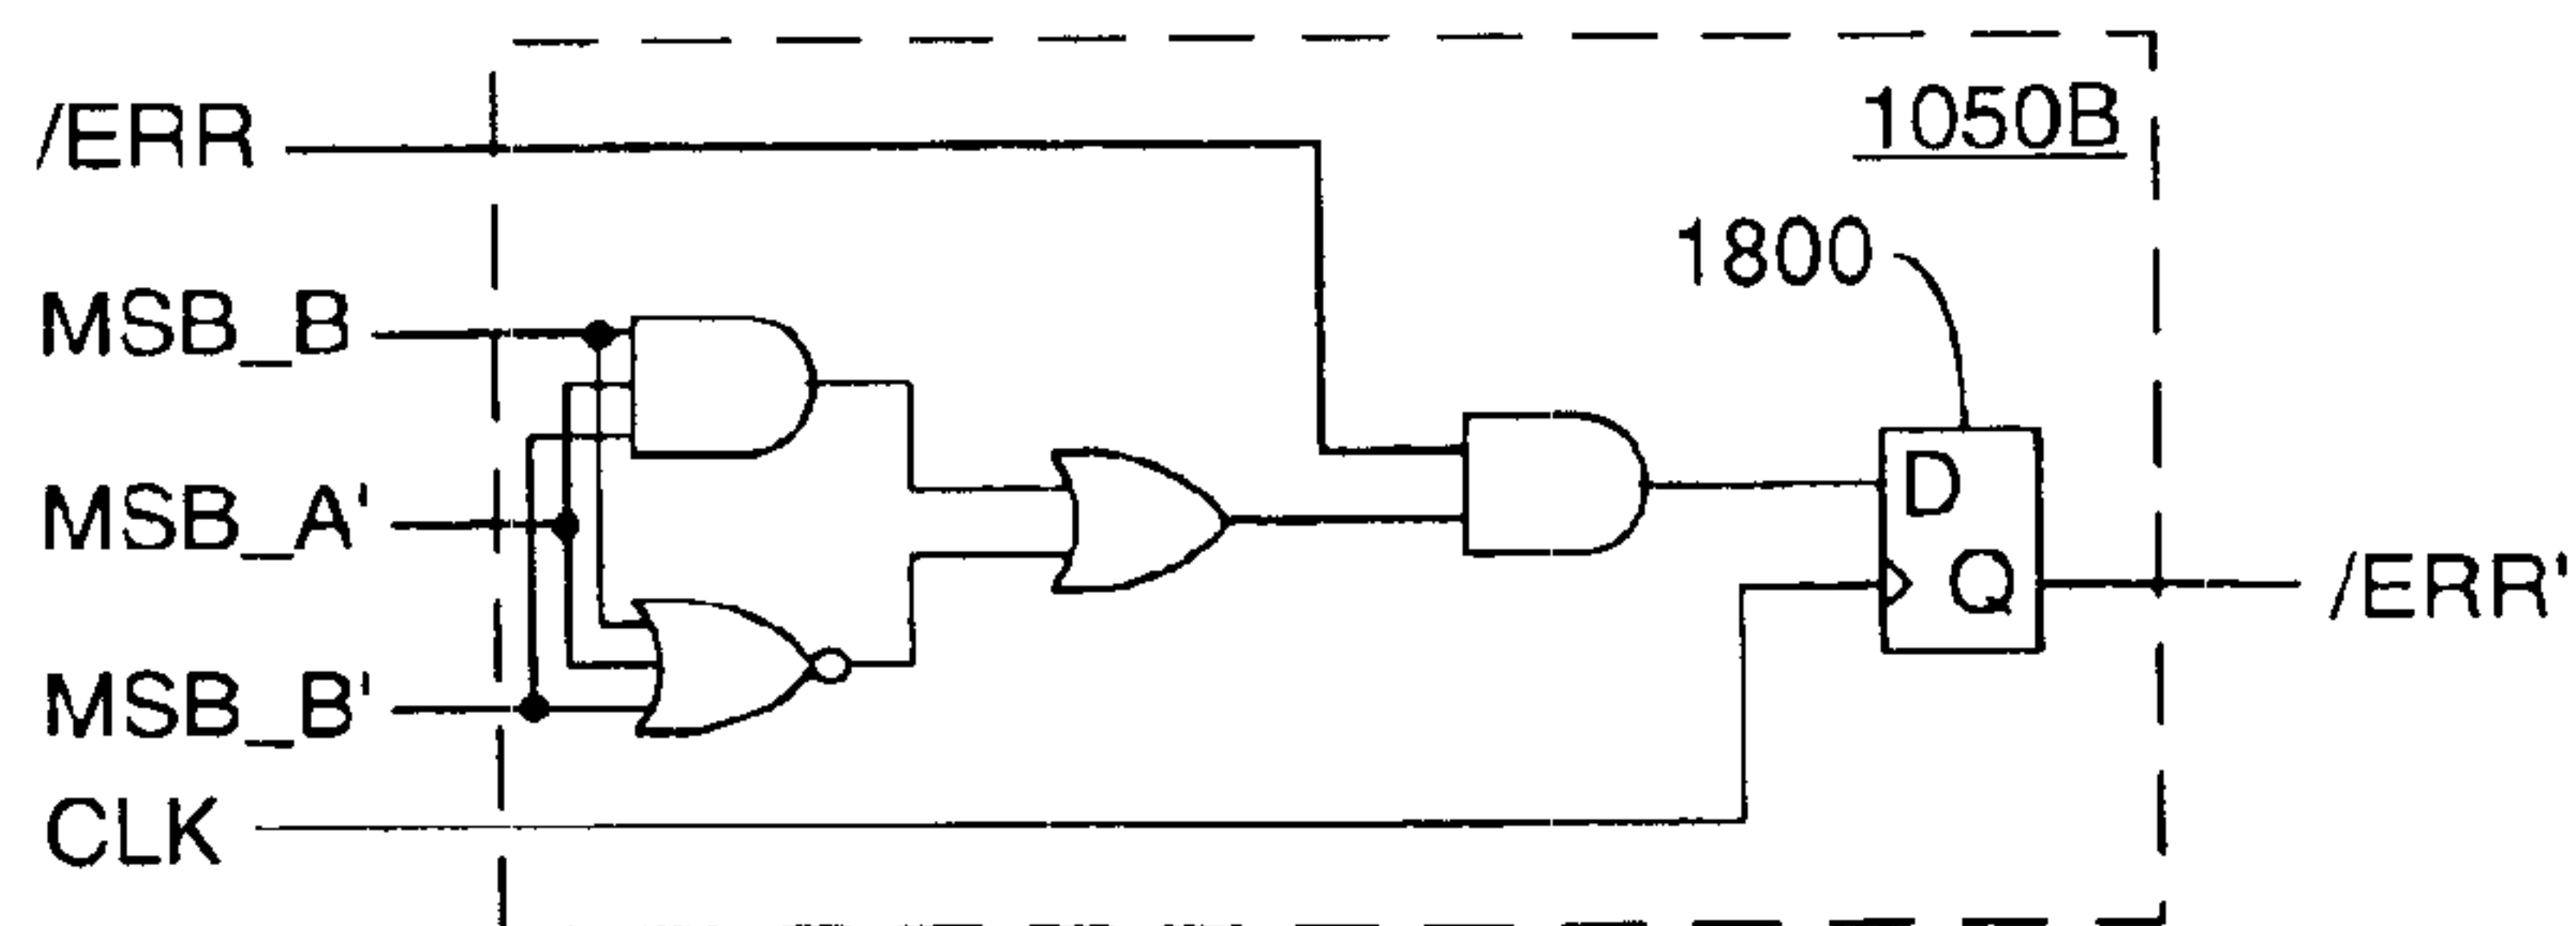 /ERR
1050B
1800
MSB_B
MSB_A'
D
Q
/ERR'
MSB_B'
CLK